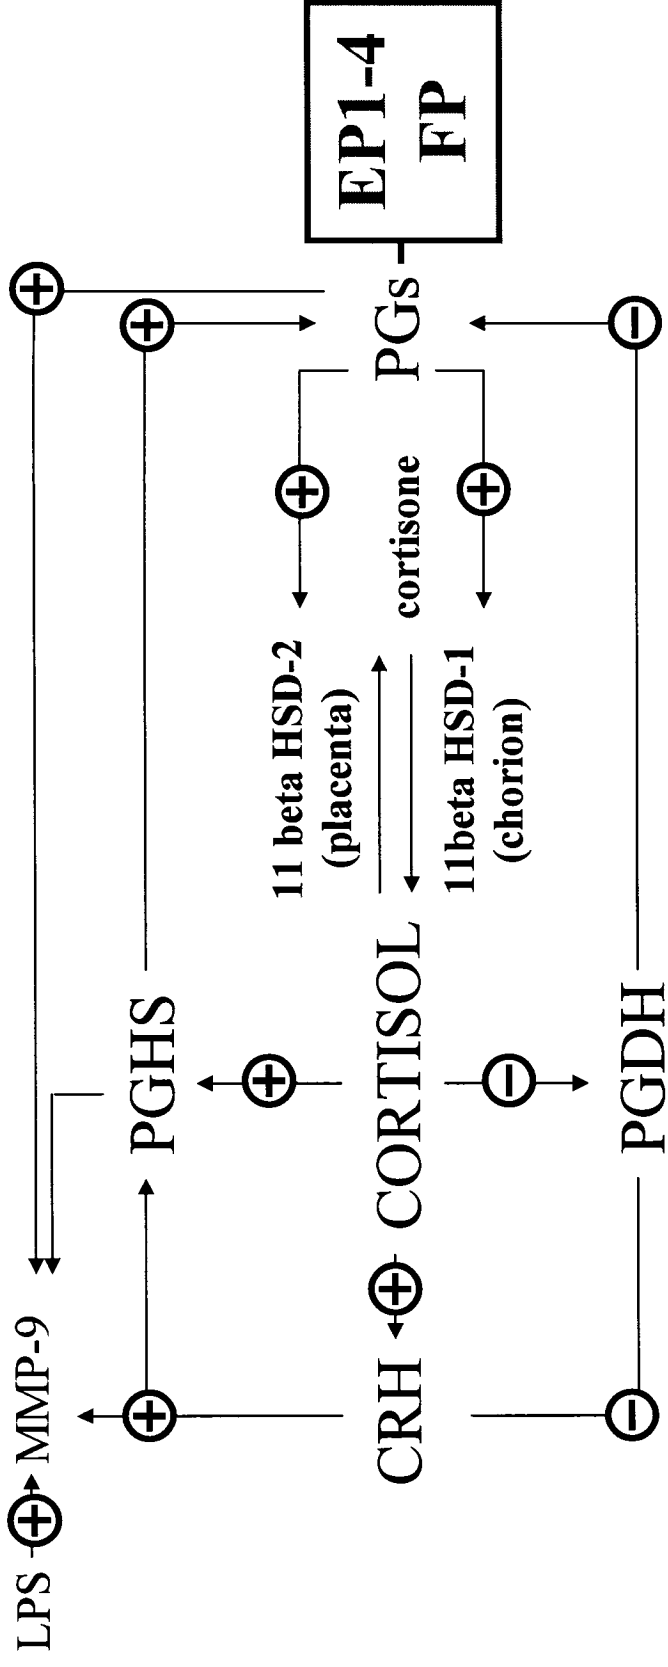 LPS
MMP-9
PGHS
11 beta HSD-2
(placenta)
CRH
CORTISOL
cortisone
PGs
EP1-4
FP
11beta HSD-1
(chorion)
PGDH